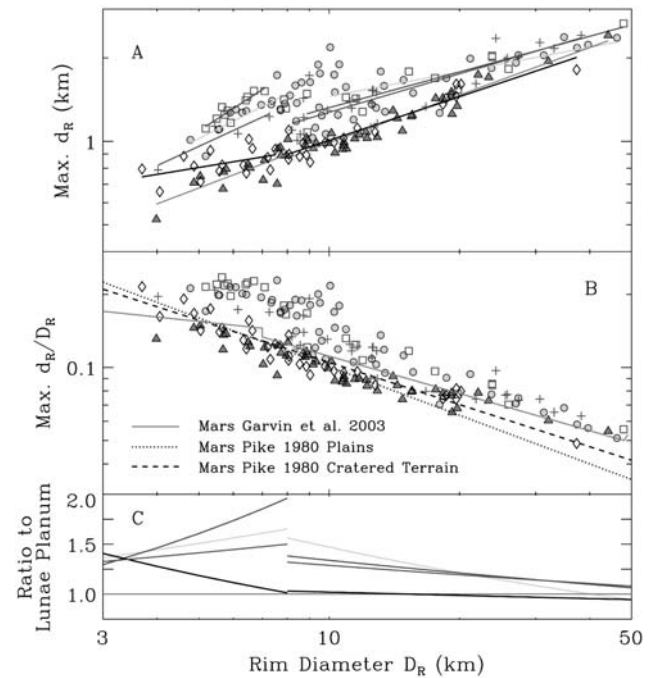 A
Max. d_R (km)
1
B
Max. d_R/D_R
0.1
Mars Garvin et al. 2003
Mars Pike 1980 Plains
Mars Pike 1980 Cratered Terrain
C
Ratio to
Lunae Planum
2.0
1.5
1.0
3
10
50
Rim Diameter D_R (km)